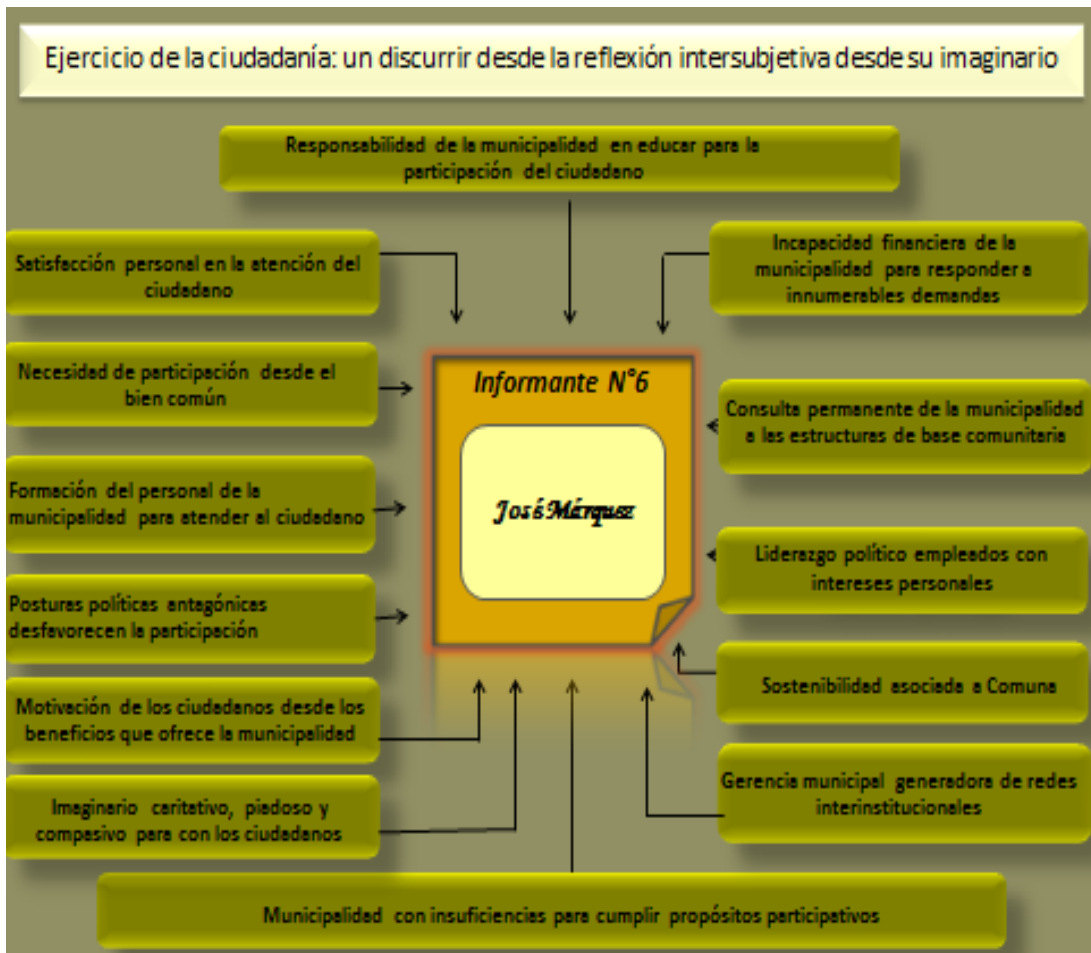 Ejercicio de la ciudadanía: un discurrir desde la reflexión intersubjetiva desde su imaginario
Responsabilidad de la municipalidad en educar para la
participación del ciudadano
Satisfacción personal en la atención del
ciudadano
Incapacidad financiera de la
municipalidad para responder a
innumerables demandas
Necesidad de participación desde el
bien común
Informante N°6
José Márquez
Consulta permanente de la municipalidad
a las estructuras de base comunitaria
Formación del personal de la
municipalidad para atender al ciudadano
Liderazgo político empleados con
intereses personales
Posturas políticas antagónicas
desfavorecen la participación
Sostenibilidad asociada a Comuna
Motivación de los ciudadanos desde los
beneficios que ofrece la municipalidad
Gerencia municipal generadora de redes
interinstitucionales
Imaginario caritativo, piadoso y
compasivo para con los ciudadanos
Municipalidad con insuficiencias para cumplir propósitos participativos